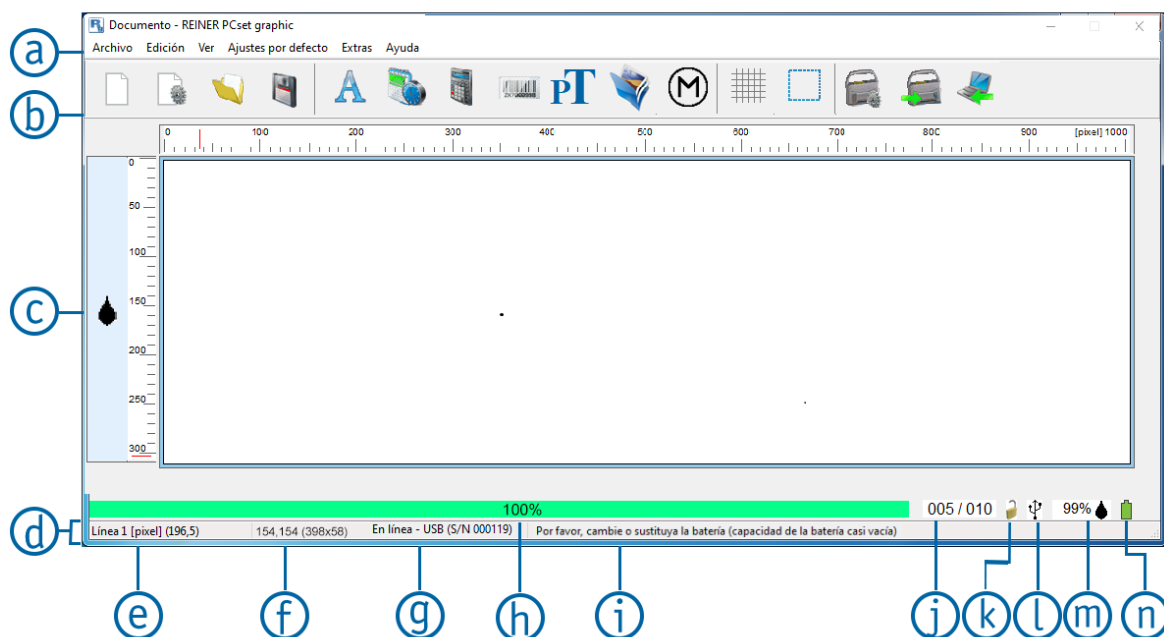 Documento - REINER PCset graphic
a Archivo Edición Ver Ajustes por defecto Extras Ayuda
b A pT M
0 100 200 300 400 500 600 700 800 900 [pixel] 1000
0
50
100
c 150
200
250
300
100% 005 / 010 99%
d Línea 1 [pixel] (196,5) 154,154 (398x58) En línea - USB (S/N 000119) Por favor, cambie o sustituya la batería (capacidad de la batería casi vacía)
e f g h i j k l m n